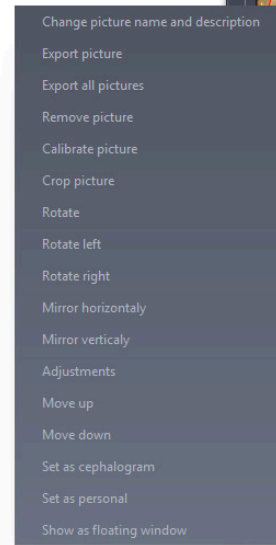 Change picture name and description
Export picture
Export all pictures
Remove picture
Calibrate picture
Crop picture
Rotate
Rotate left
Rotate right
Mirror horizontaly
Mirror verticaly
Adjustments
Move up
Move down
Set as cephalogram
Set as personal
Show as floating window